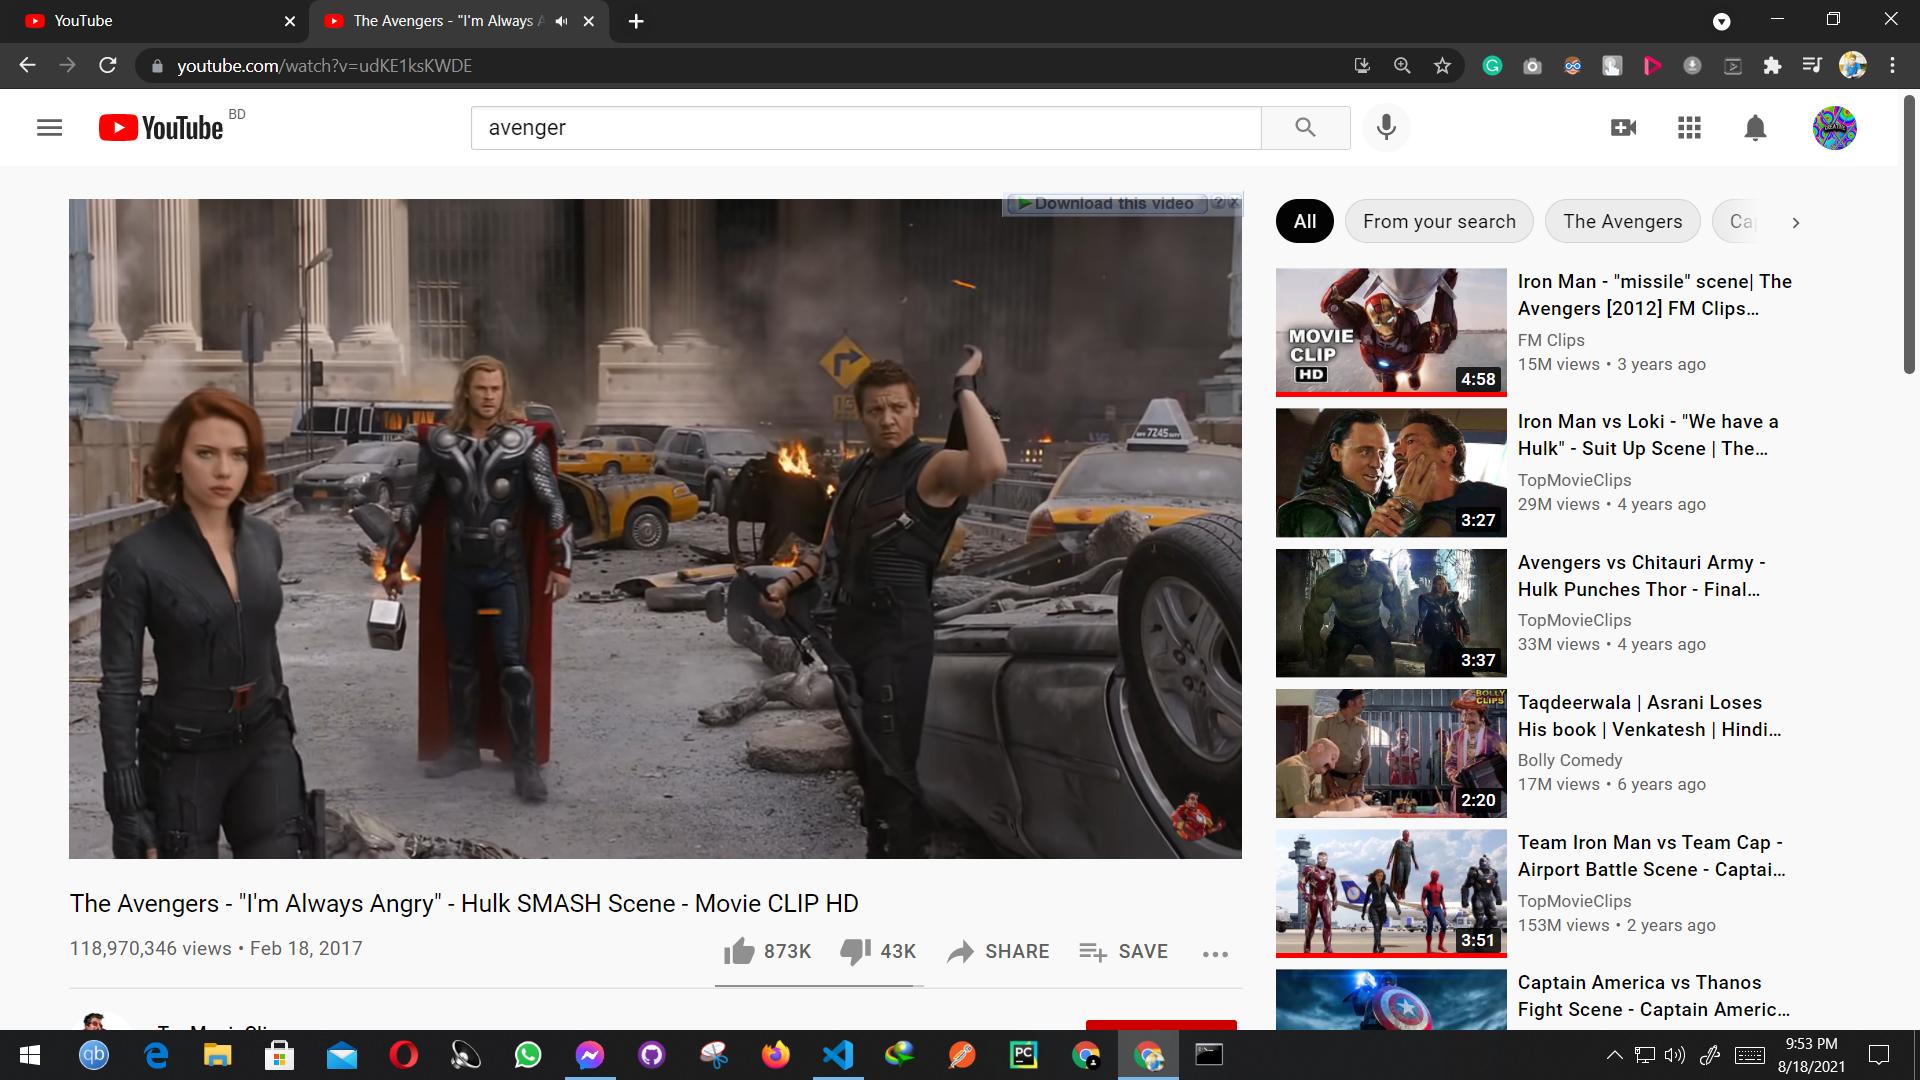 YouTube
The Avengers - "I'm Always A
youtube.com/watch?v=udKE1ksKWDE
YouTube BD
avenger
Download this video
OFF 7245 DUTY
All
From your search
The Avengers
Ca
MOVIE
CLIP
HD
4:58
Iron Man - "missile" scene| The
Avengers [2012] FM Clips...
FM Clips
15M views • 3 years ago
3:27
Iron Man vs Loki - "We have a
Hulk" - Suit Up Scene | The...
TopMovieClips
29M views • 4 years ago
3:37
Avengers vs Chitauri Army -
Hulk Punches Thor - Final...
TopMovieClips
33M views • 4 years ago
BOLLY
CLIPS
2:20
Taqdeerwala | Asrani Loses
His book | Venkatesh | Hindi...
Bolly Comedy
17M views • 6 years ago
3:51
Team Iron Man vs Team Cap -
Airport Battle Scene - Captai...
TopMovieClips
153M views • 2 years ago
Captain America vs Thanos
Fight Scene - Captain Americ...
The Avengers - "I'm Always Angry" - Hulk SMASH Scene - Movie CLIP HD
118,970,346 views • Feb 18, 2017
873K
43K
SHARE
SAVE
TopMovieClips
qb
PC
9:53 PM
8/18/2021